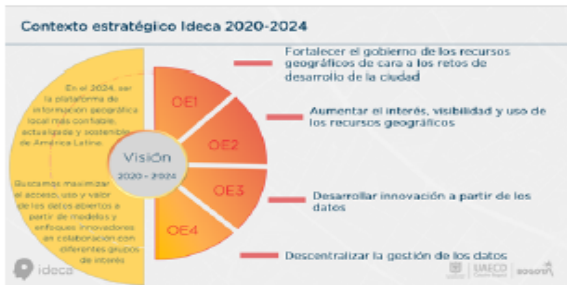 Contexto estratégico Ideca 2020-2024
En el 2024, ser
la plataforma de
información geográfica
local más confiable,
actualizada y sostenible
de América Latina.
Buscamos maximizar
el acceso, uso y valor
de los datos abiertos a
partir de modelos y
enfoques innovadores
en colaboración con
diferentes grupos
de interés
Visión
2020 - 2024
OE1
OE2
OE3
OE4
Fortalecer el gobierno de los recursos
geográficos de cara a los retos de
desarrollo de la ciudad
Aumentar el interés, visibilidad y uso de
los recursos geográficos
Desarrollar innovación a partir de los
datos
Descentralizar la gestión de los datos
ideca
UAECD
BOGOTÁ